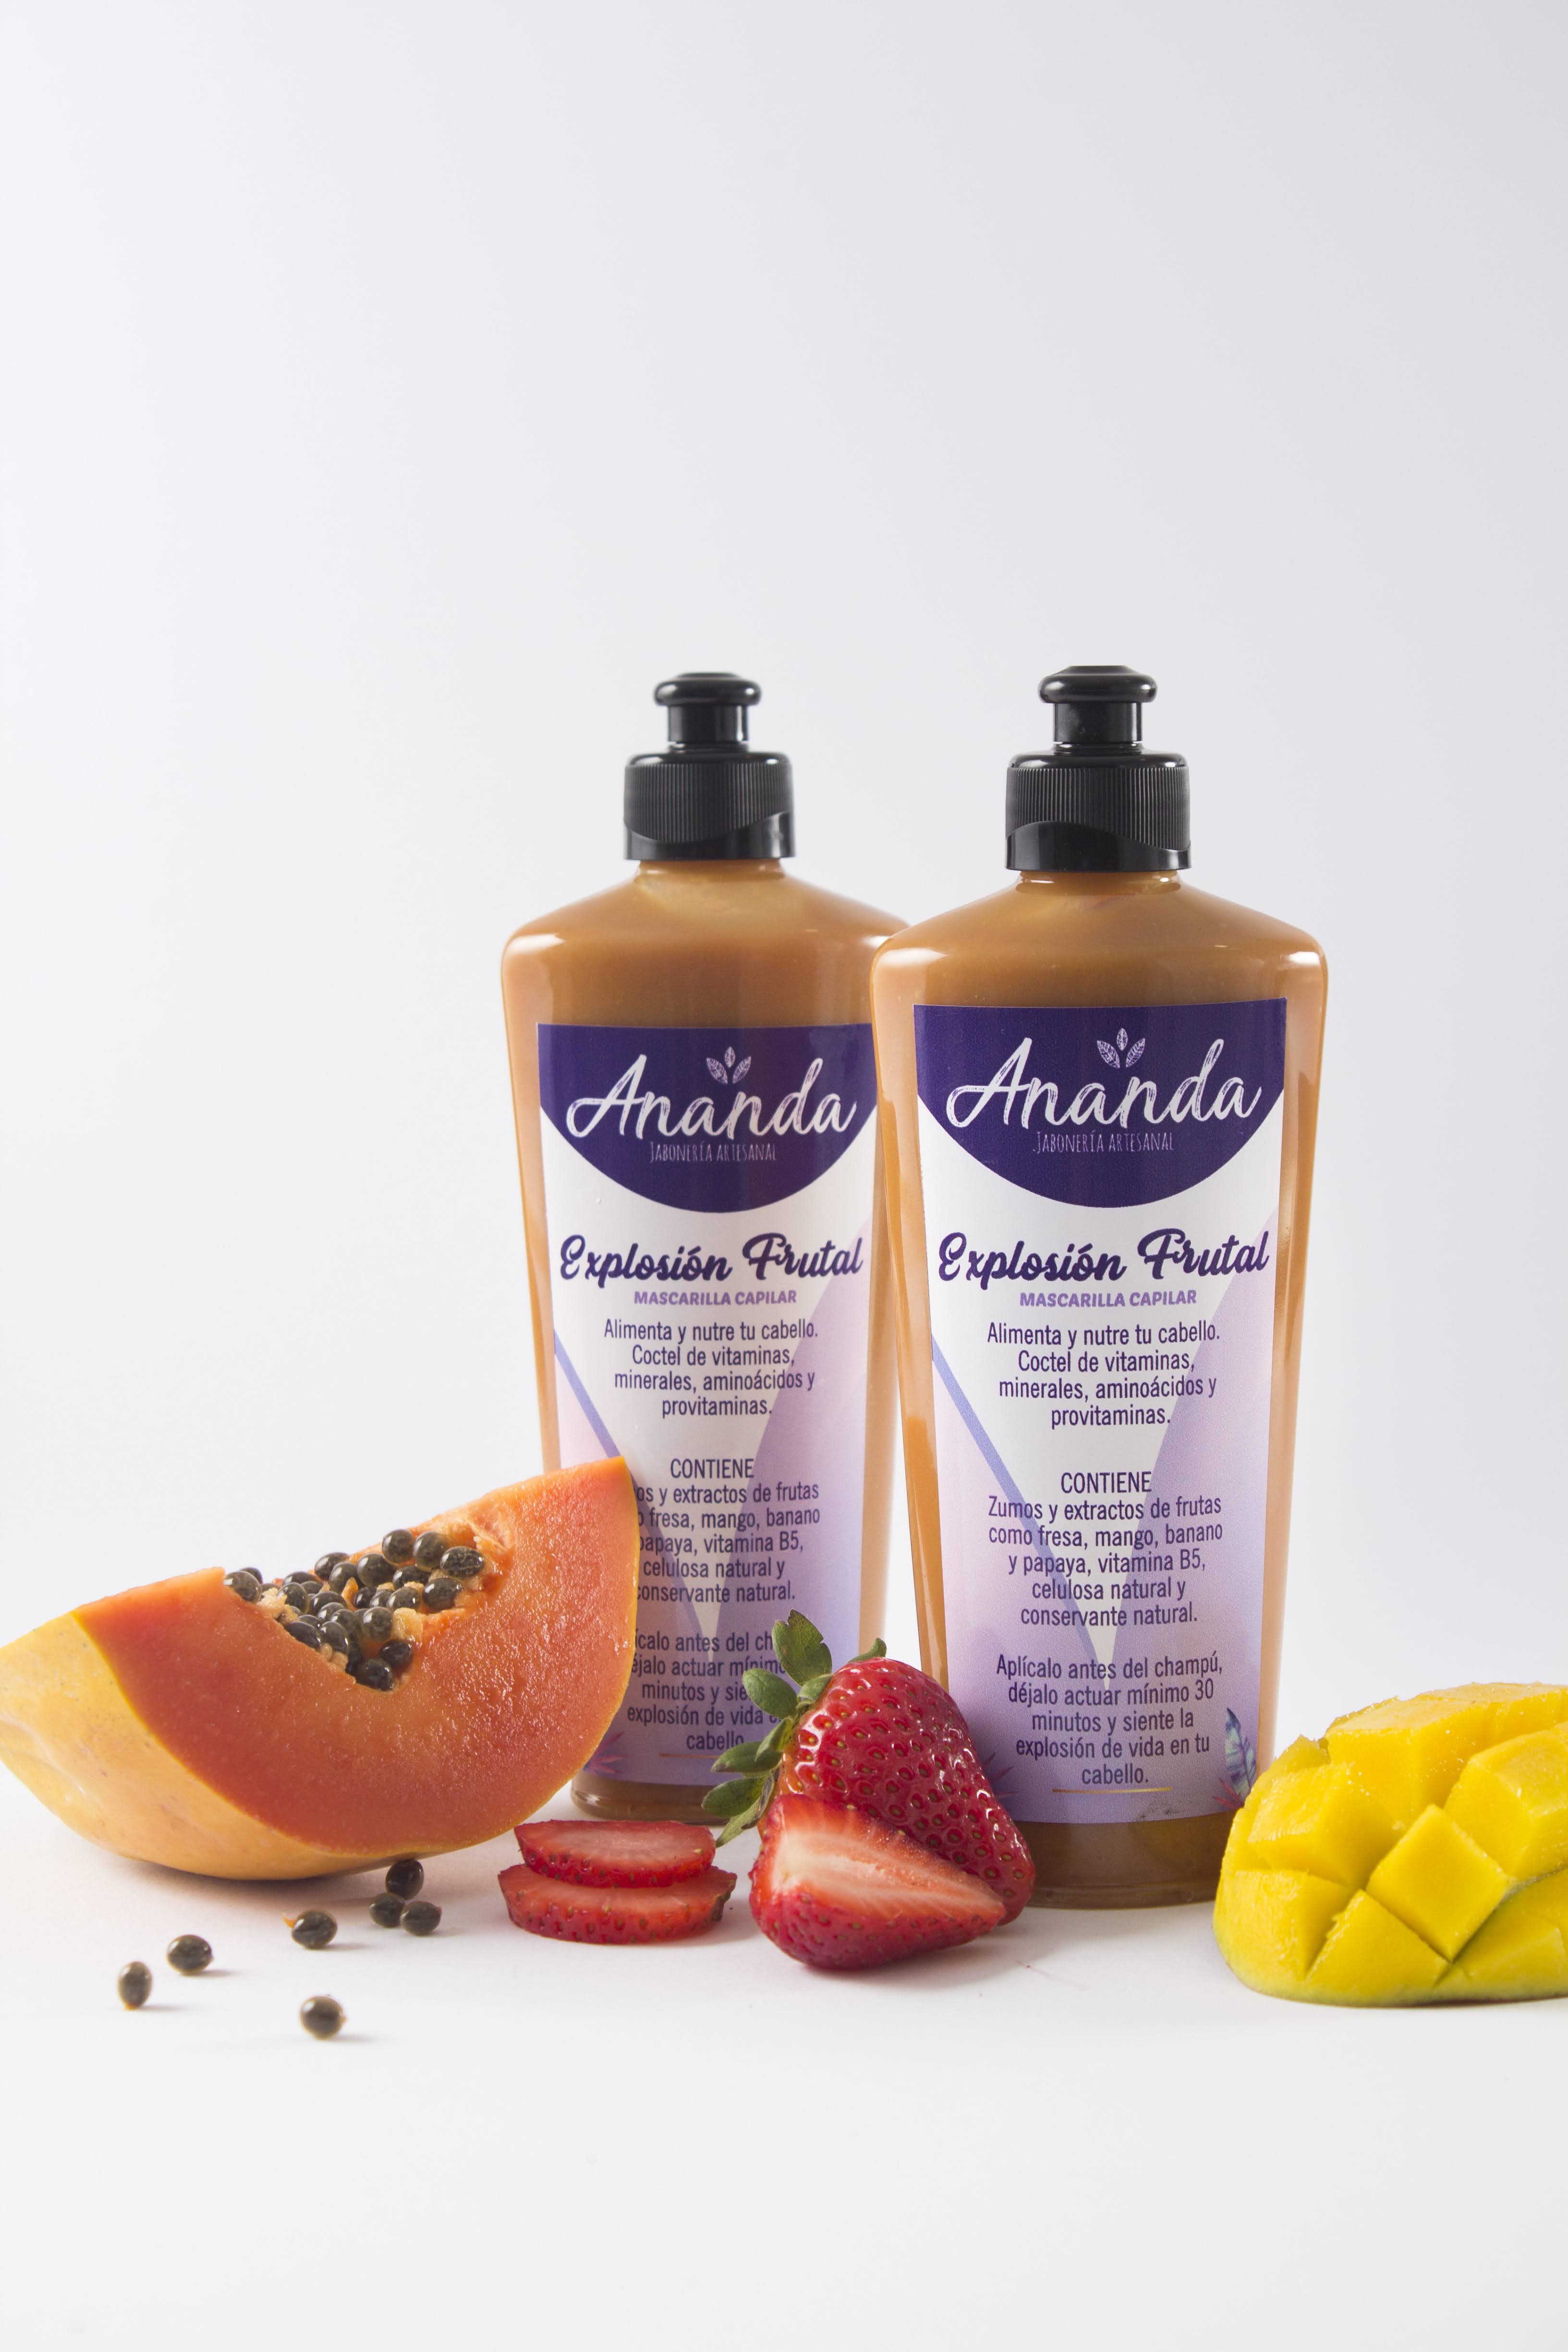 Ananda
JABONERÍA ARTESANAL
Explosión Frutal
MASCARILLA CAPILAR
Alimenta y nutre tu cabello.
Coctel de vitaminas,
minerales, aminoácidos y
provitaminas.
CONTIENE
y extractos de frutas
fresa, mango, banano
papaya, vitamina B5,
celulosa natural y
conservante natural.
antes del
actuar
minutos y
explosión de vida
cabello
Ananda
JABONERÍA ARTESANAL
Explosión Frutal
MASCARILLA CAPILAR
Alimenta y nutre tu cabello.
Coctel de vitaminas,
minerales, aminoácidos y
provitaminas.
CONTIENE
Zumos y extractos de frutas
como fresa, mango, banano
y papaya, vitamina B5,
celulosa natural y
conservante natural.
Aplícalo antes del champú,
déjalo actuar mínimo 30
minutos y siente la
explosión de vida en tu
cabello.